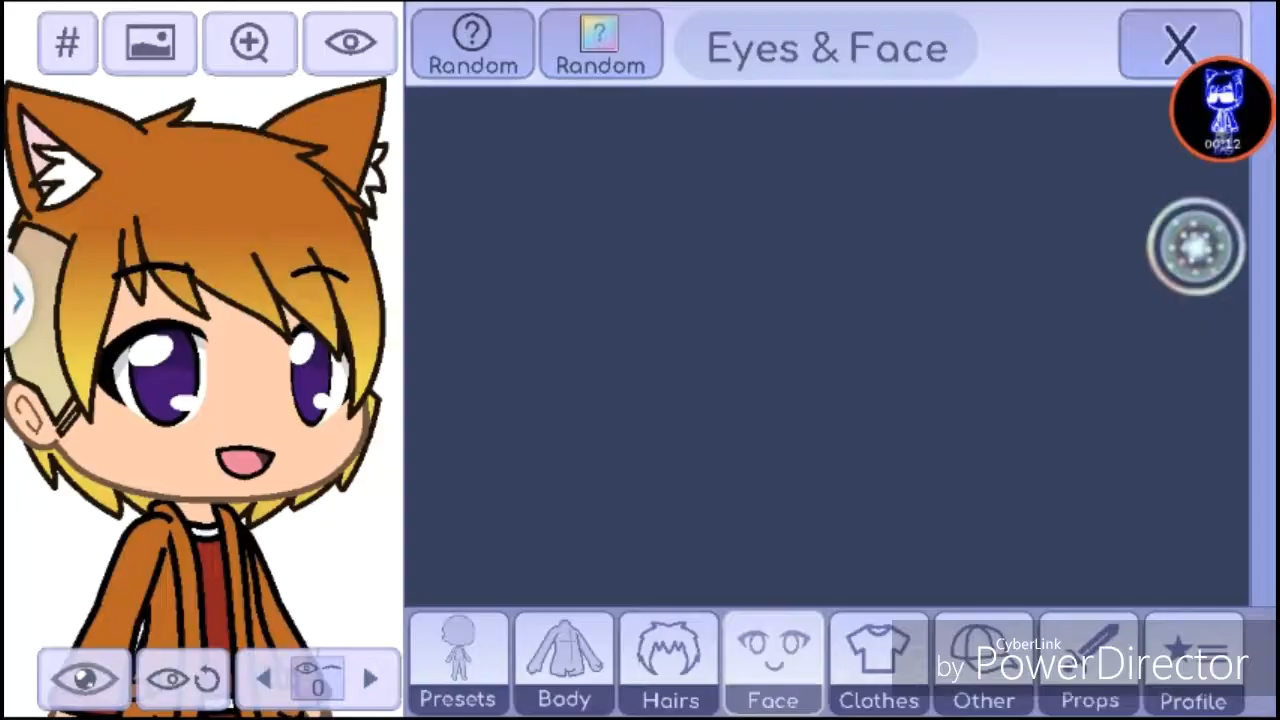 #
?
Random
?
Random
Eyes & Face
X
00:12
0
Presets
Body
Hairs
Face
Clothes
Other
Props
Profile
CyberLink
by PowerDirector